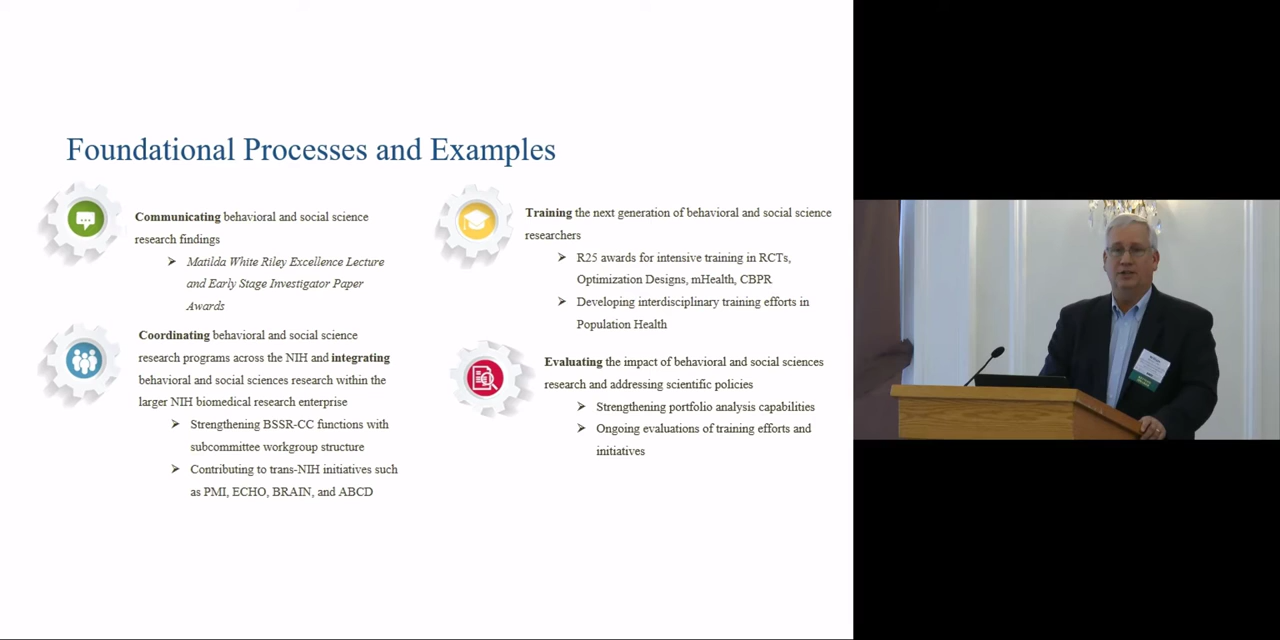 Foundational Processes and Examples
Communicating behavioral and social science
research findings
➤ Matilda White Riley Excellence Lecture
and Early Stage Investigator Paper
Awards
Coordinating behavioral and social science
research programs across the NIH and integrating
behavioral and social sciences research within the
larger NIH biomedical research enterprise
➤ Strengthening BSSR-CC functions with
subcommittee workgroup structure
➤ Contributing to trans-NIH initiatives such
as PMI, ECHO, BRAIN, and ABCD
Training the next generation of behavioral and social science
researchers
➤ R25 awards for intensive training in RCTs,
Optimization Designs, mHealth, CBPR
➤ Developing interdisciplinary training efforts in
Population Health
Evaluating the impact of behavioral and social sciences
research and addressing scientific policies
➤ Strengthening portfolio analysis capabilities
➤ Ongoing evaluations of training efforts and
initiatives